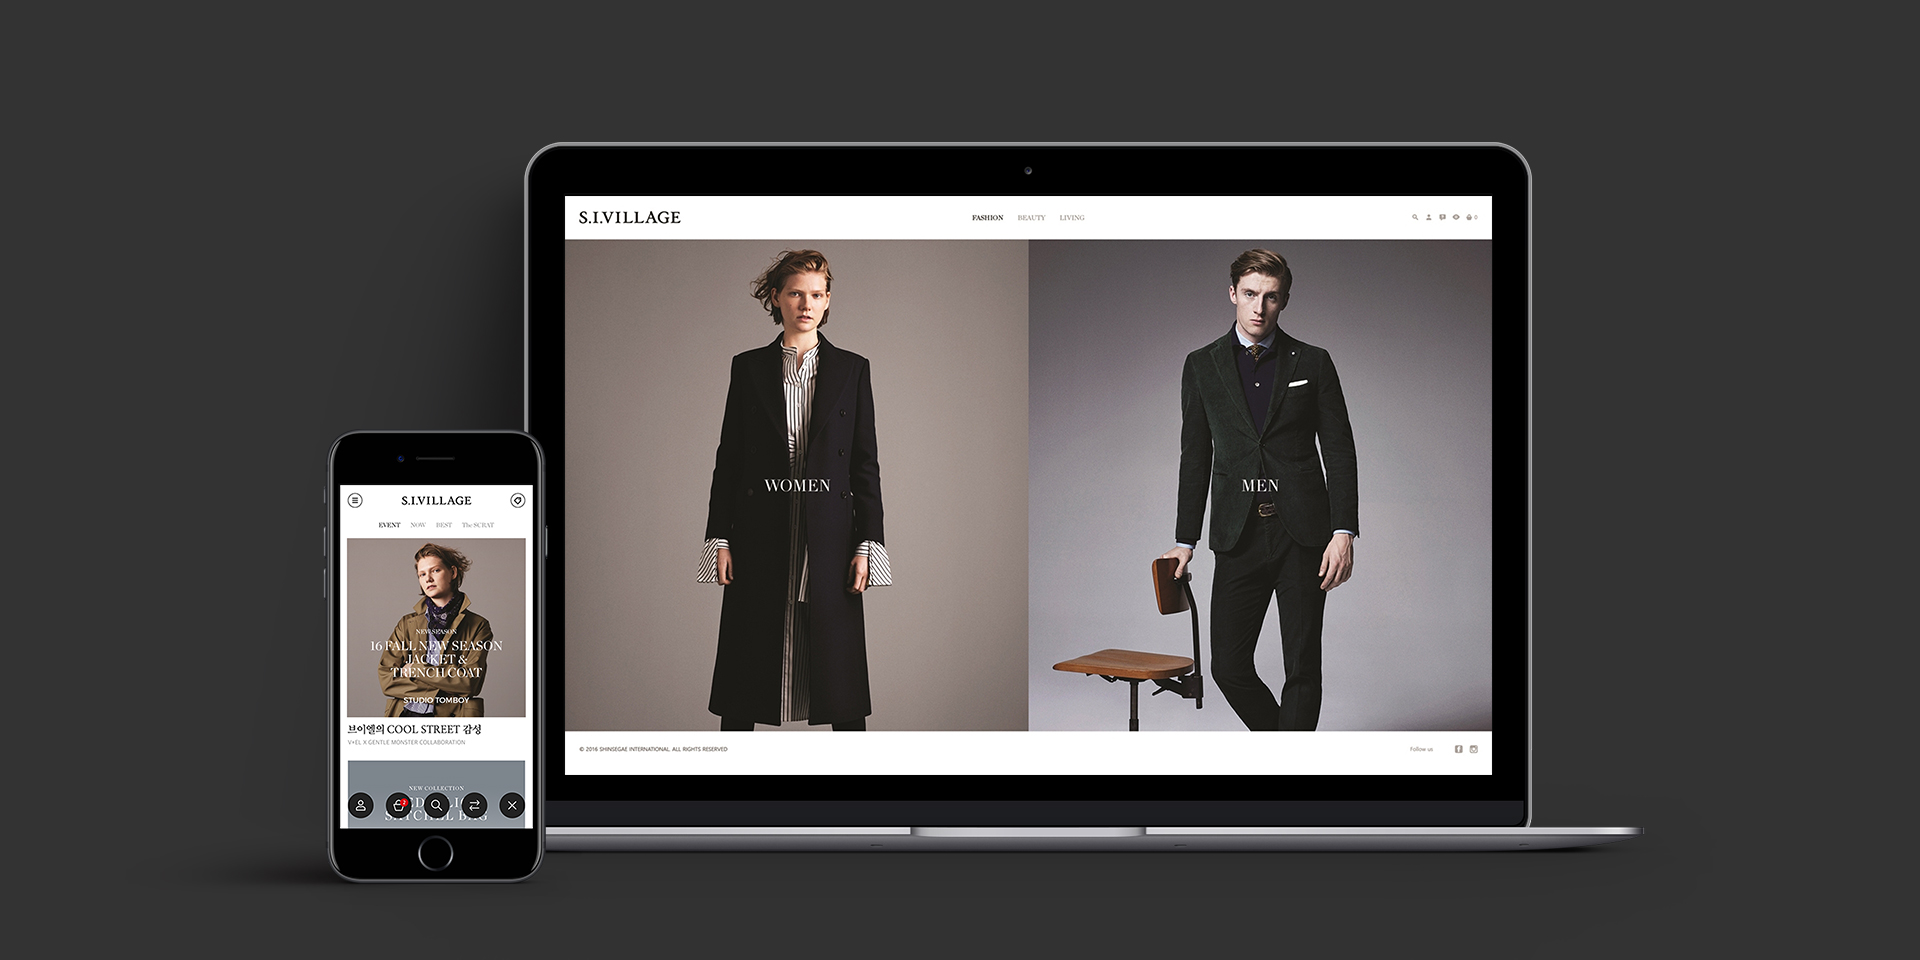 S.I.VILLAGE
FASHION BEAUTY LIVING
0
WOMEN
MEN
© 2016 SHINSEGAE INTERNATIONAL. ALL RIGHTS RESERVED
Follow us
S.I.VILLAGE
EVENT NOW BEST The SCRAT
NEW SEASON
16 FALL NEW SEASON
JACKET &
TRENCH COAT
STUDIO TOMBOY
브이엘의 COOL STREET 감성
V+EL X GENTLE MONSTER COLLABORATION
NEW COLLECTION
2
SATCHEL BAG